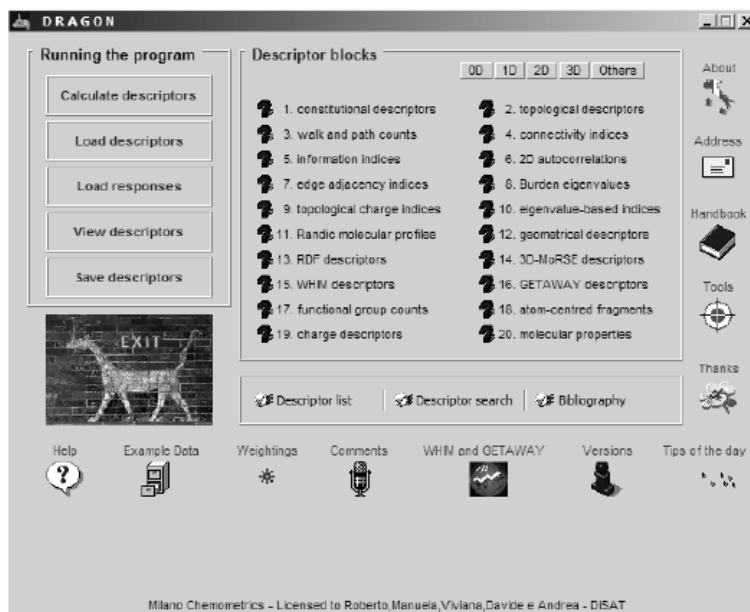 DRAGON
Running the program
Calculate descriptors
Load descriptors
Load responses
View descriptors
Save descriptors
EXIT
Descriptor blocks
0D 1D 2D 3D Others
1. constitutional descriptors
2. topological descriptors
3. walk and path counts
4. connectivity indices
5. information indices
6. 2D autocorrelations
7. edge adjacency indices
8. Burden eigenvalues
9. topological charge indices
10. eigenvalue-based indices
11. Randic molecular profiles
12. geometrical descriptors
13. RDF descriptors
14. 3D-MoRSE descriptors
15. WHIM descriptors
16. GETAWAY descriptors
17. functional group counts
18. atom-centred fragments
19. charge descriptors
20. molecular properties
Descriptor list
Descriptor search
Bibliography
About
Address
Handbook
Tools
Thanks
Help
Example Data
Weightings
Comments
WHIM and GETAWAY
Versions
Tips of the day
Milano Chemometrics - Licensed to Roberto,Manuela,Viviana,Davide e Andrea - DISAT